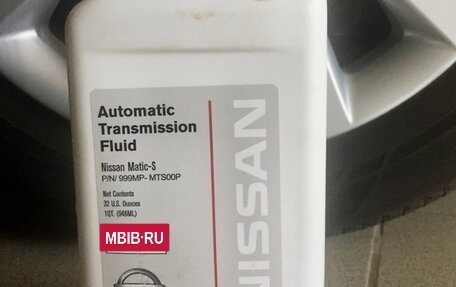 Automatic
Transmission
Fluid
Nissan Matic-S
P/N/ 999MP- MTS00P
Net Contents
32 U.S. Ounces
1QT. (946ML)
MBIB·RU
NISSAN